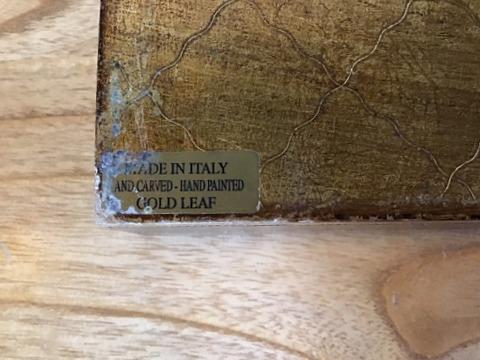 MADE IN ITALY
AND CARVED - HAND PAINTED
GOLD LEAF